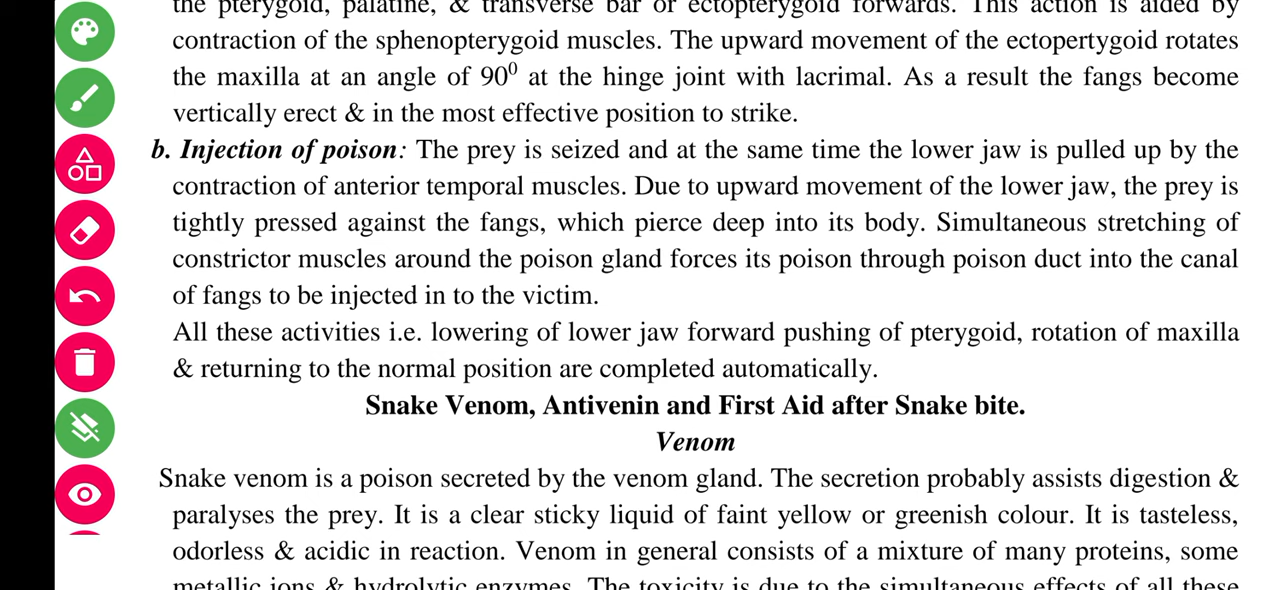 the pterygoid, palatine, & transverse bar or ectopterygoid forwards. This action is aided by
contraction of the sphenopterygoid muscles. The upward movement of the ectopertygoid rotates
the maxilla at an angle of 90⁰ at the hinge joint with lacrimal. As a result the fangs become
vertically erect & in the most effective position to strike.
b. Injection of poison: The prey is seized and at the same time the lower jaw is pulled up by the
contraction of anterior temporal muscles. Due to upward movement of the lower jaw, the prey is
tightly pressed against the fangs, which pierce deep into its body. Simultaneous stretching of
constrictor muscles around the poison gland forces its poison through poison duct into the canal
of fangs to be injected in to the victim.
All these activities i.e. lowering of lower jaw forward pushing of pterygoid, rotation of maxilla
& returning to the normal position are completed automatically.
Snake Venom, Antivenin and First Aid after Snake bite.
Venom
Snake venom is a poison secreted by the venom gland. The secretion probably assists digestion &
paralyses the prey. It is a clear sticky liquid of faint yellow or greenish colour. It is tasteless,
odorless & acidic in reaction. Venom in general consists of a mixture of many proteins, some
metallic ions & hydrolytic enzymes. The toxicity is due to the simultaneous effects of all these